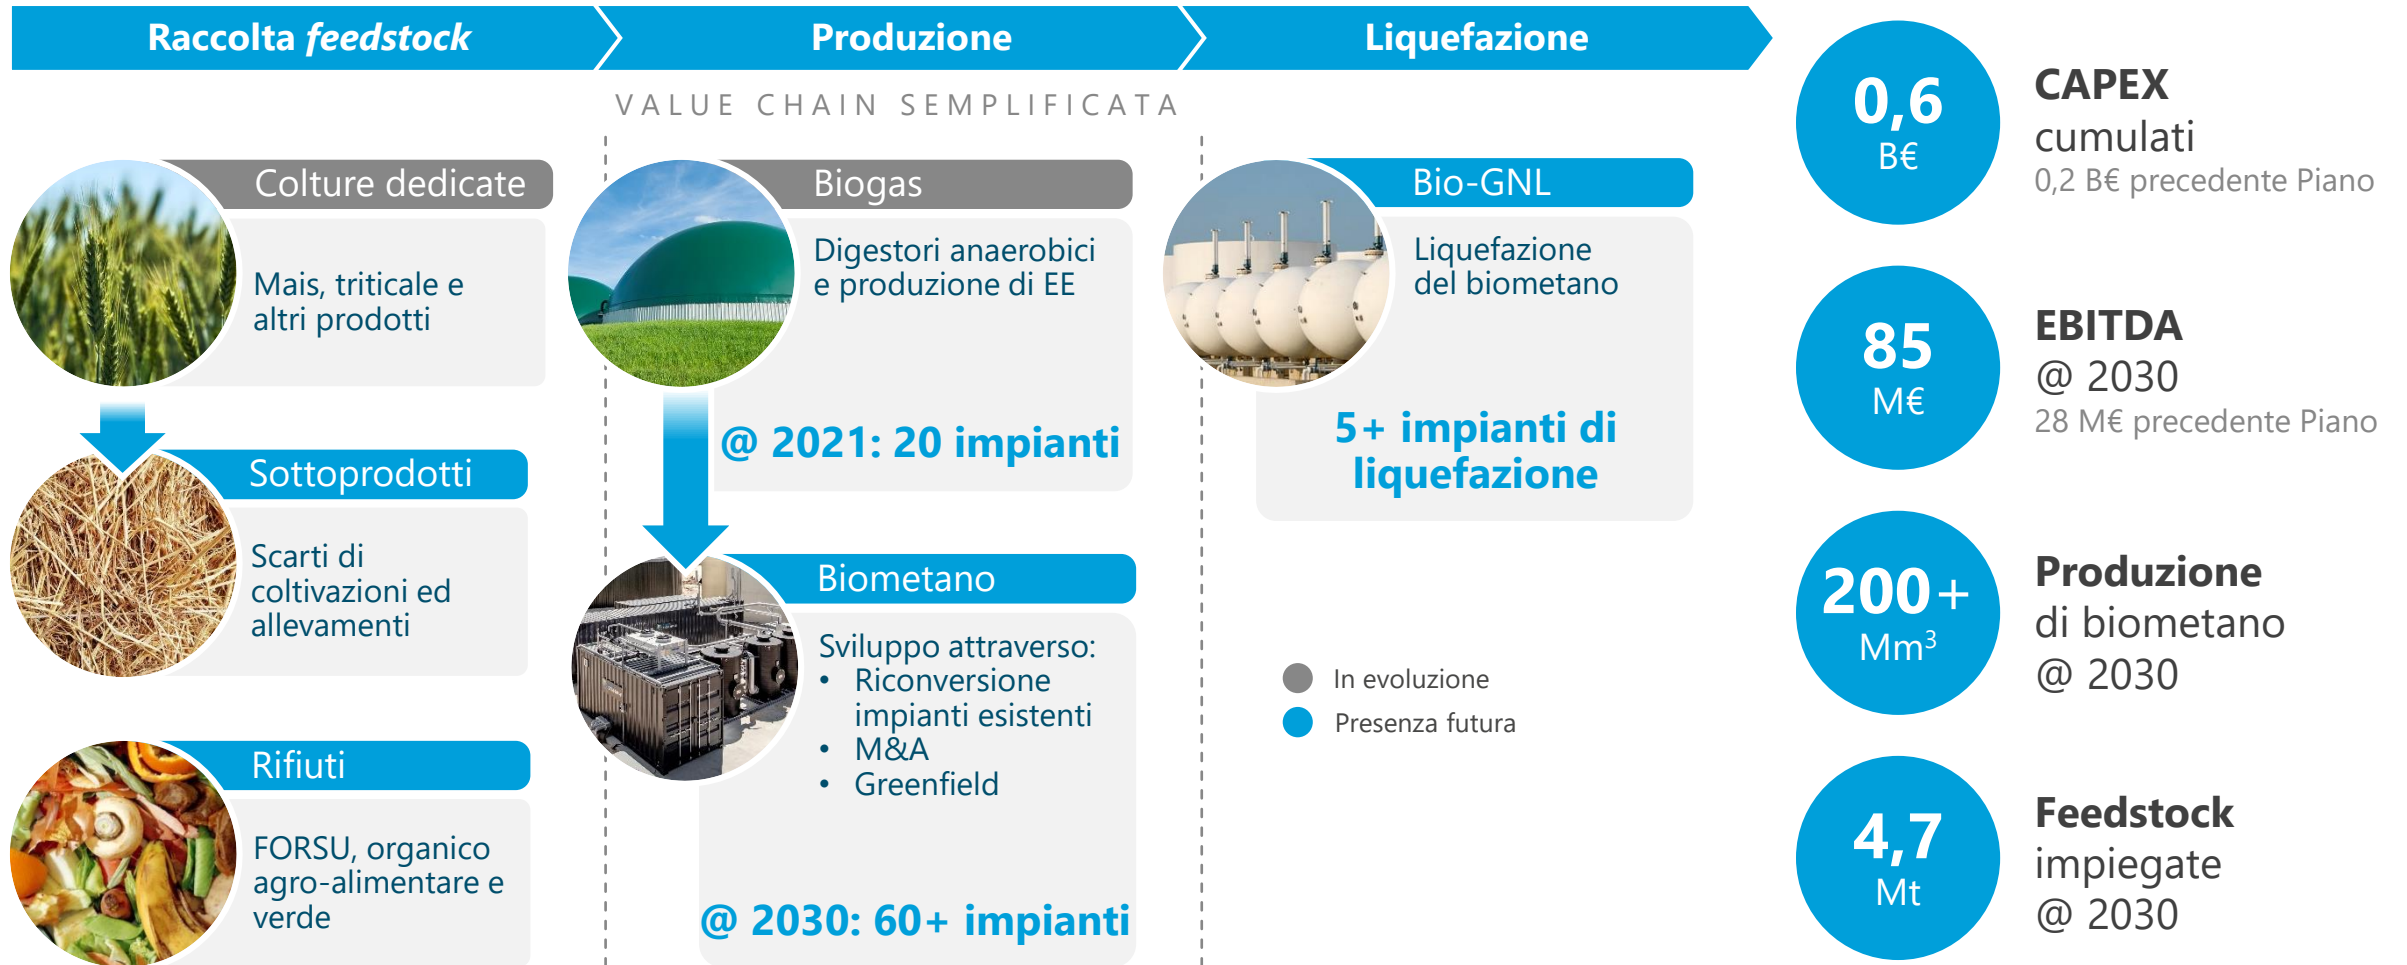 Raccolta feedstock
Produzione
Liquefazione
VALUE CHAIN SEMPLIFICATA
Colture dedicate
Mais, triticale e
altri prodotti
Sottoprodotti
Scarti di
coltivazioni ed
allevamenti
Rifiuti
FORSU, organico
agro-alimentare e
verde
Biogas
Digestori anaerobici
e produzione di EE
@ 2021: 20 impianti
Biometano
Sviluppo attraverso:
• Riconversione
impianti esistenti
• M&A
• Greenfield
@ 2030: 60+ impianti
Bio-GNL
Liquefazione
del biometano
5+ impianti di
liquefazione
In evoluzione
Presenza futura
0,6
B€
CAPEX
cumulati
0,2 B€ precedente Piano
85
M€
EBITDA
@ 2030
28 M€ precedente Piano
200+
Mm³
Produzione
di biometano
@ 2030
4,7
Mt
Feedstock
impiegate
@ 2030